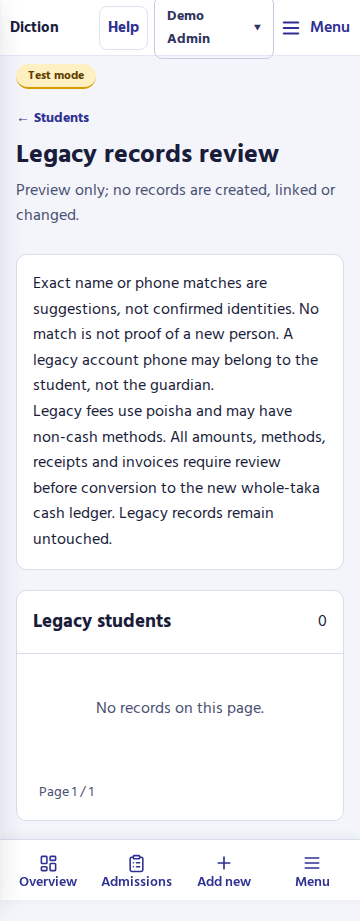 Diction
Help
Demo
Admin
Menu
Test mode
← Students
Legacy records review
Preview only; no records are created, linked or
changed.
Exact name or phone matches are
suggestions, not confirmed identities. No
match is not proof of a new person. A
legacy account phone may belong to the
student, not the guardian.
Legacy fees use poisha and may have
non-cash methods. All amounts, methods,
receipts and invoices require review
before conversion to the new whole-taka
cash ledger. Legacy records remain
untouched.
Legacy students
0
No records on this page.
Page 1 / 1
Overview
Admissions
Add new
Menu